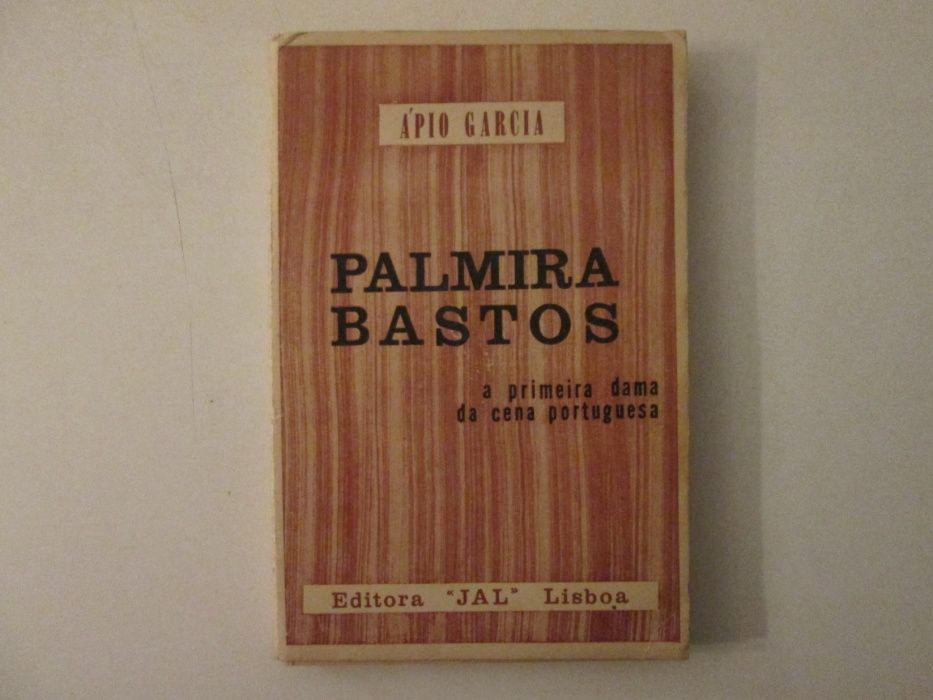 ÁPIO GARCIA
PALMIRA
BASTOS
a primeira dama
da cena portuguesa
Editora "JAL" Lisboa